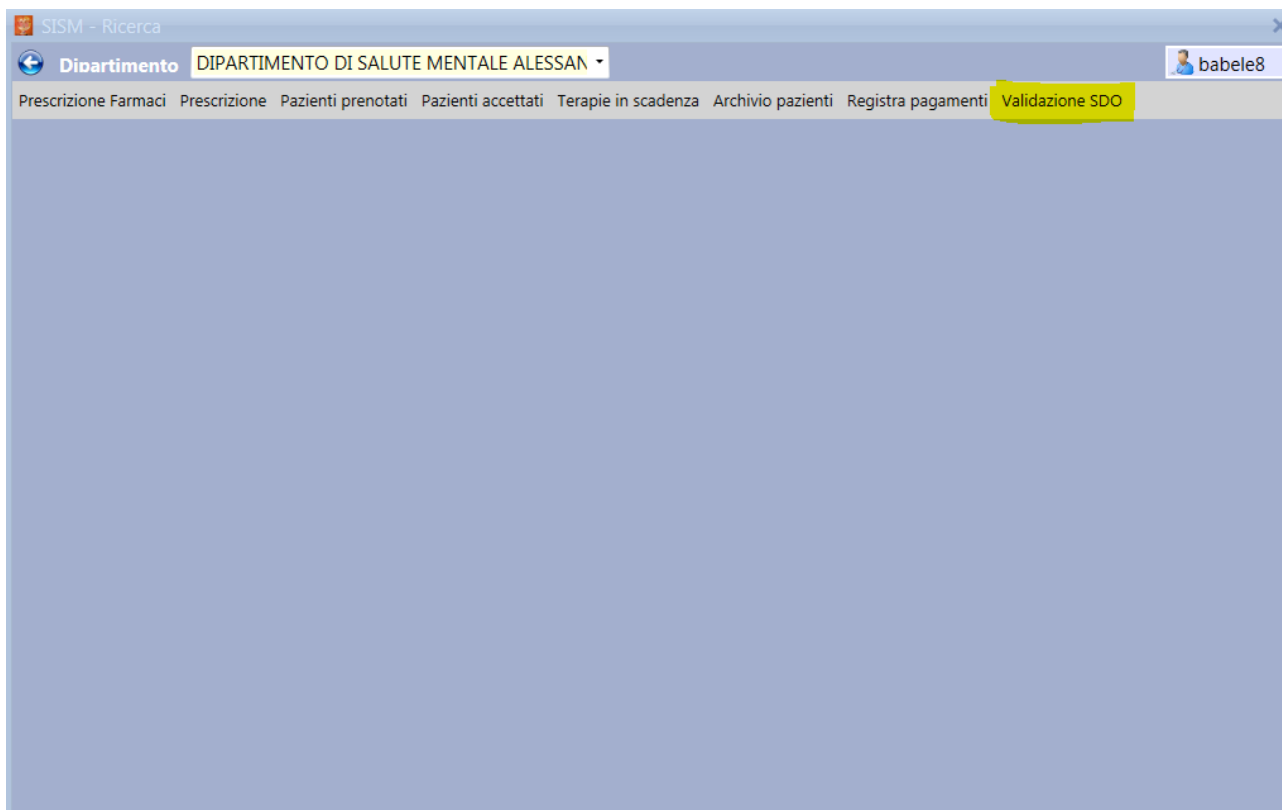 SISM - Ricerca
Dipartimento DIPARTIMENTO DI SALUTE MENTALE ALESSAN babele8
Prescrizione Farmaci Prescrizione Pazienti prenotati Pazienti accettati Terapie in scadenza Archivio pazienti Registra pagamenti Validazione SDO